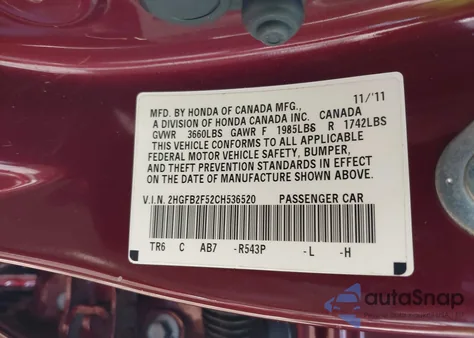 11/'11
MFD. BY HONDA OF CANADA MFG.,
A DIVISION OF HONDA CANADA INC. CANADA
GVWR 3660LBS GAWR F 1985LBS R 1742LBS
THIS VEHICLE CONFORMS TO ALL APPLICABLE
FEDERAL MOTOR VEHICLE SAFETY, BUMPER,
AND THEFT PREVENTION STANDARDS IN EFFECT ON
THE DATE OF MANUFACTURE SHOWN ABOVE.
V.I.N. 2HGFB2F52CH536520 PASSENGER CAR
TR6 C AB7 -R543P -L -H
autoSnap